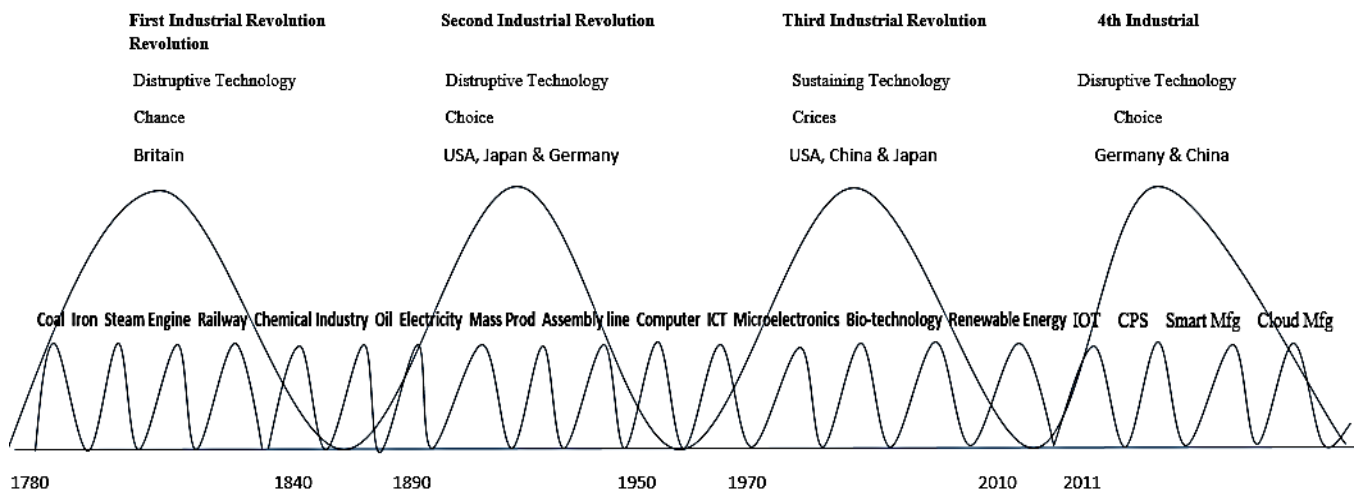 First Industrial Revolution Second Industrial Revolution Third Industrial Revolution 4th Industrial
Revolution
Distruptive Technology Distruptive Technology Sustaining Technology Disruptive Technology
Chance Choice Crices Choice
Britain USA, Japan & Germany USA, China & Japan Germany & China
Coal Iron Steam Engine Railway Chemical Industry Oil Electricity Mass Prod Assembly line Computer ICT Microelectronics Bio-technology Renewable Energy IOT CPS Smart Mfg Cloud Mfg
1780 1840 1890 1950 1970 2010 2011